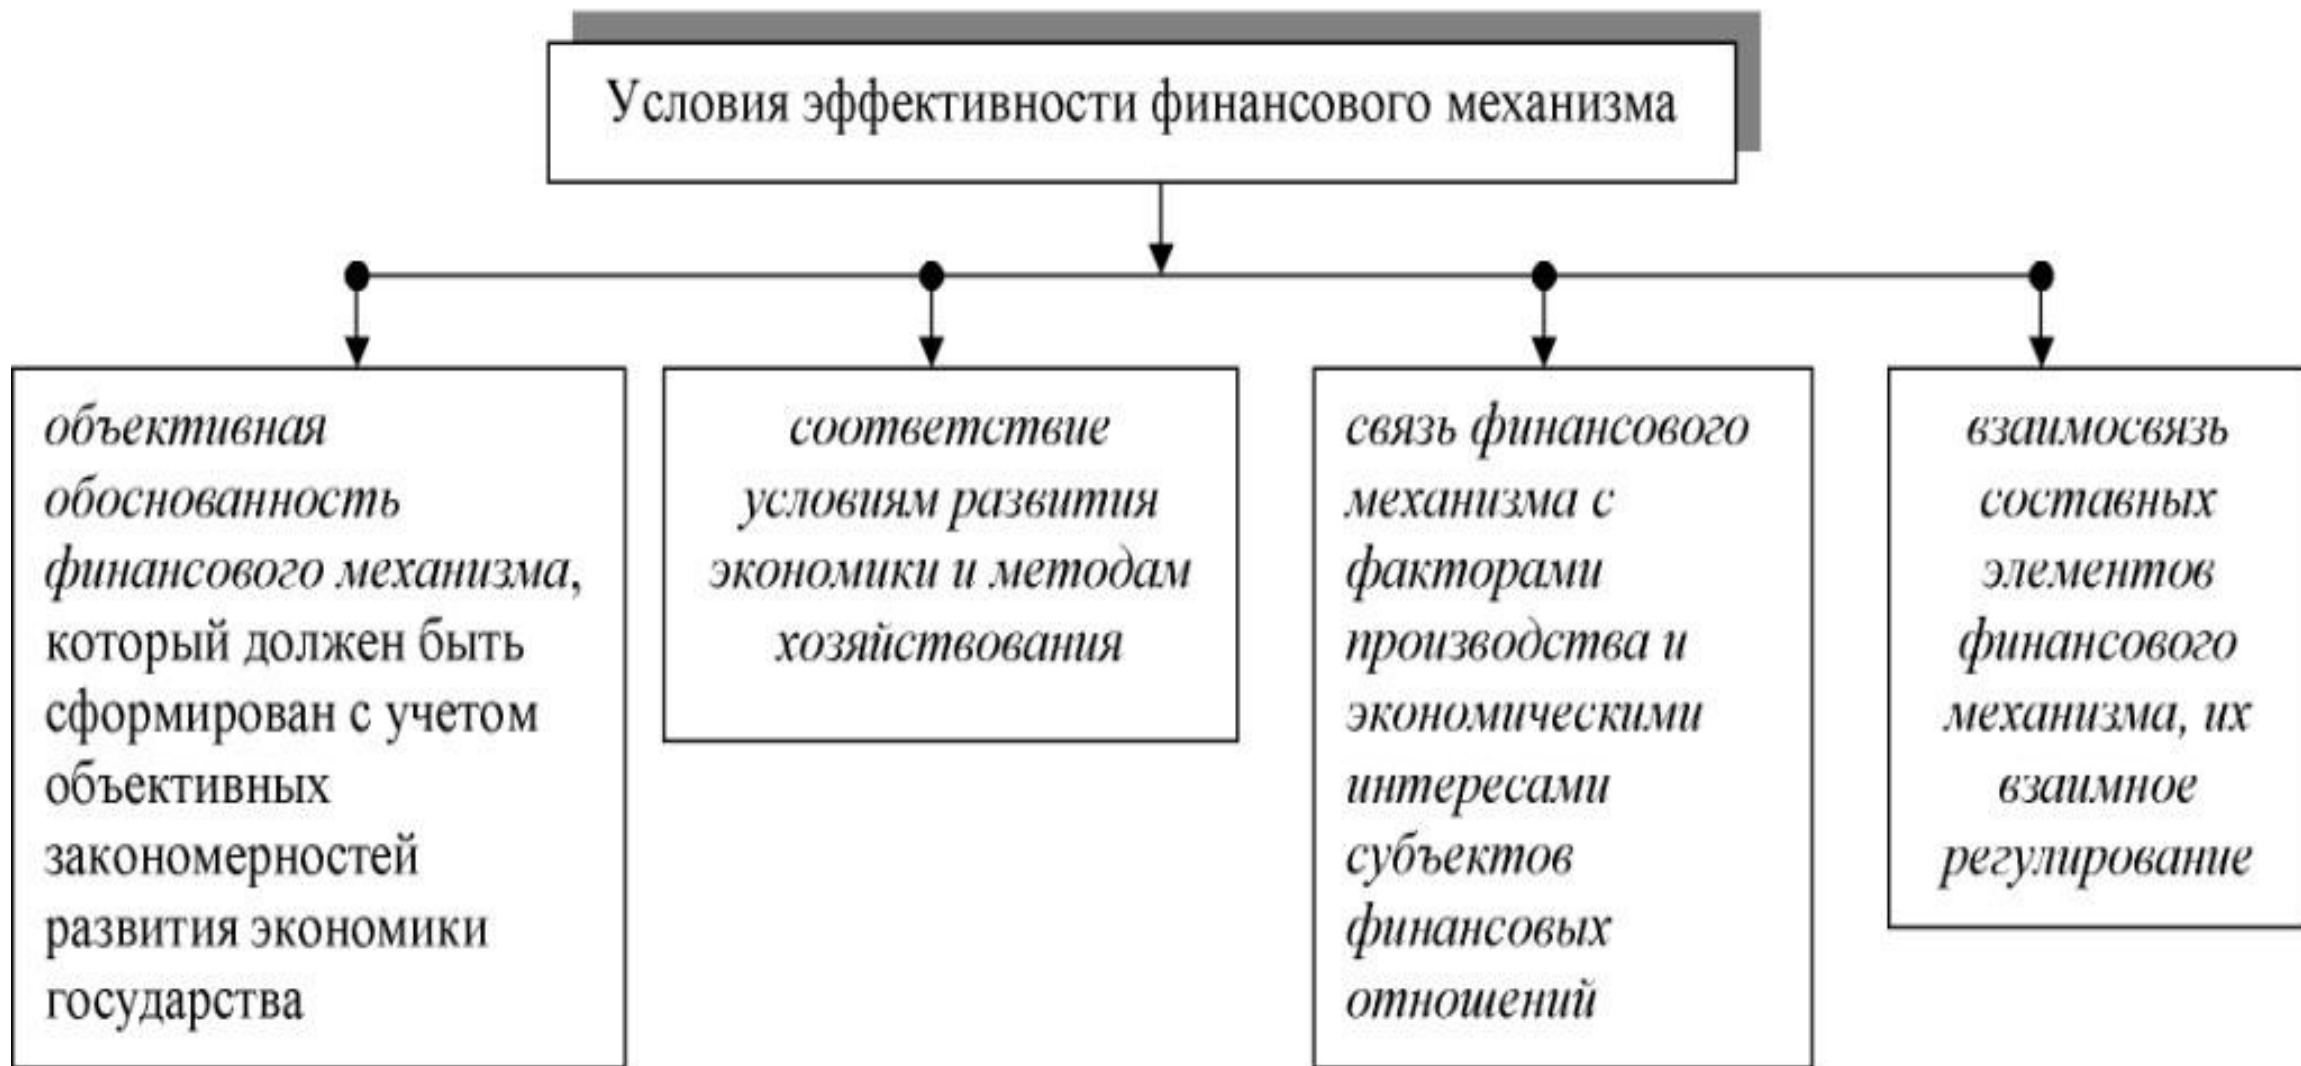 Условия эффективности финансового механизма
объективная
обоснованность
финансового механизма,
который должен быть
сформирован с учетом
объективных
закономерностей
развития экономики
государства
соответствие
условиям развития
экономики и методам
хозяйствования
связь финансового
механизма с
факторами
производства и
экономическими
интересами
субъектов
финансовых
отношений
взаимосвязь
составных
элементов
финансового
механизма, их
взаимное
регулирование